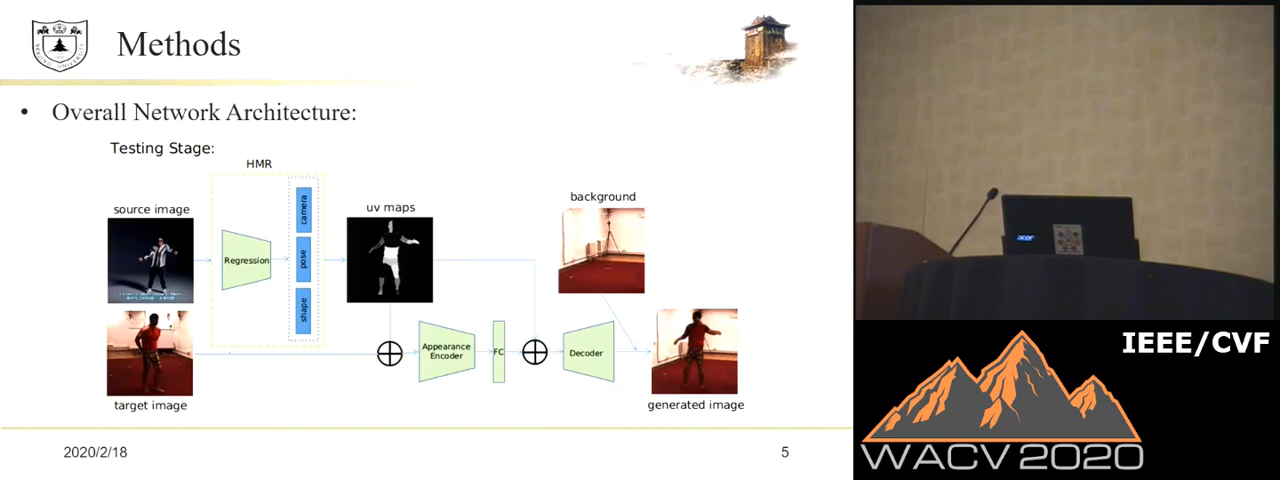 Methods
• Overall Network Architecture:
Testing Stage:
HMR
source image
Regression
camera
pose
shape
uv maps
background
target image
Appearance
Encoder
FC
Decoder
generated image
2020/2/18
5
acer
IEEE/CVF
WACV 2020